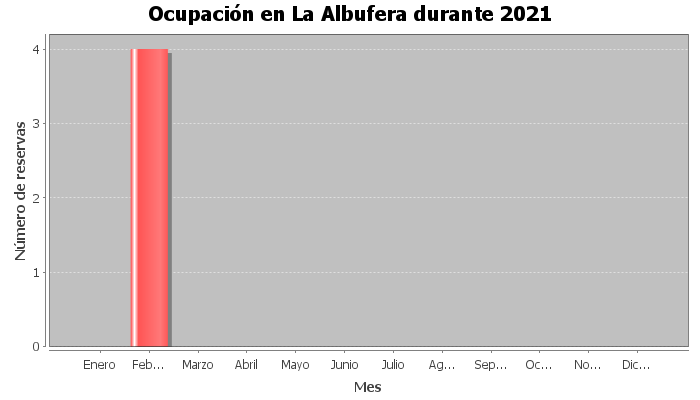 Ocupación en La Albufera durante 2021
Número de reservas
4
3
2
1
0
Enero Feb... Marzo Abril Mayo Junio Julio Ag... Sep... Oc... No... Dic...
Mes